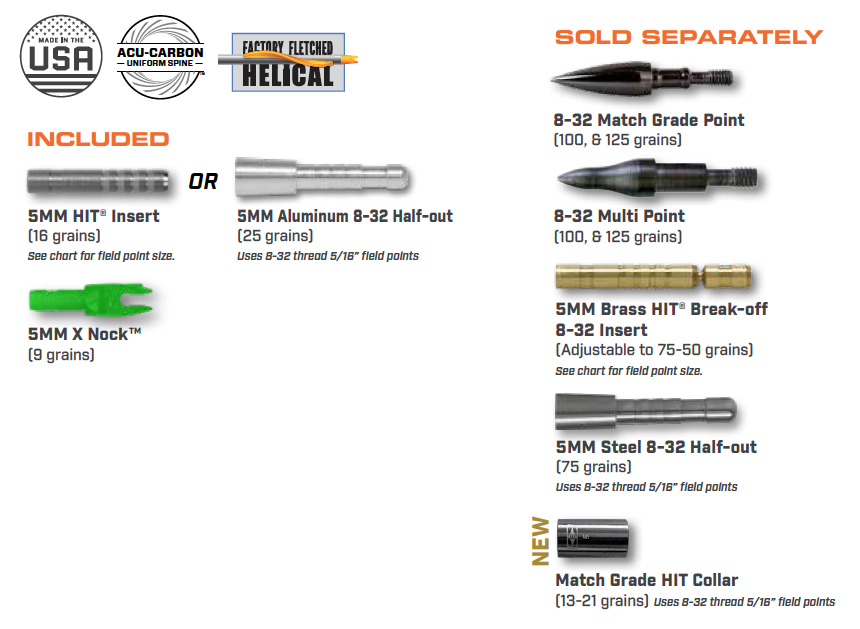 MADE IN THE
USA
ACU-CARBON
UNIFORM SPINE
FACTORY FLETCHED
HELICAL
INCLUDED
5MM HIT® Insert
(16 grains)
See chart for field point size.
OR
5MM Aluminum 8-32 Half-out
(25 grains)
Uses 8-32 thread 5/16” field points
5MM X Nock™
(9 grains)
SOLD SEPARATELY
8-32 Match Grade Point
(100, & 125 grains)
8-32 Multi Point
(100, & 125 grains)
5MM Brass HIT® Break-off
8-32 Insert
(Adjustable to 75-50 grains)
See chart for field point size.
5MM Steel 8-32 Half-out
(75 grains)
Uses 8-32 thread 5/16” field points
NEW
Match Grade HIT Collar
(13-21 grains) Uses 8-32 thread 5/16” field points